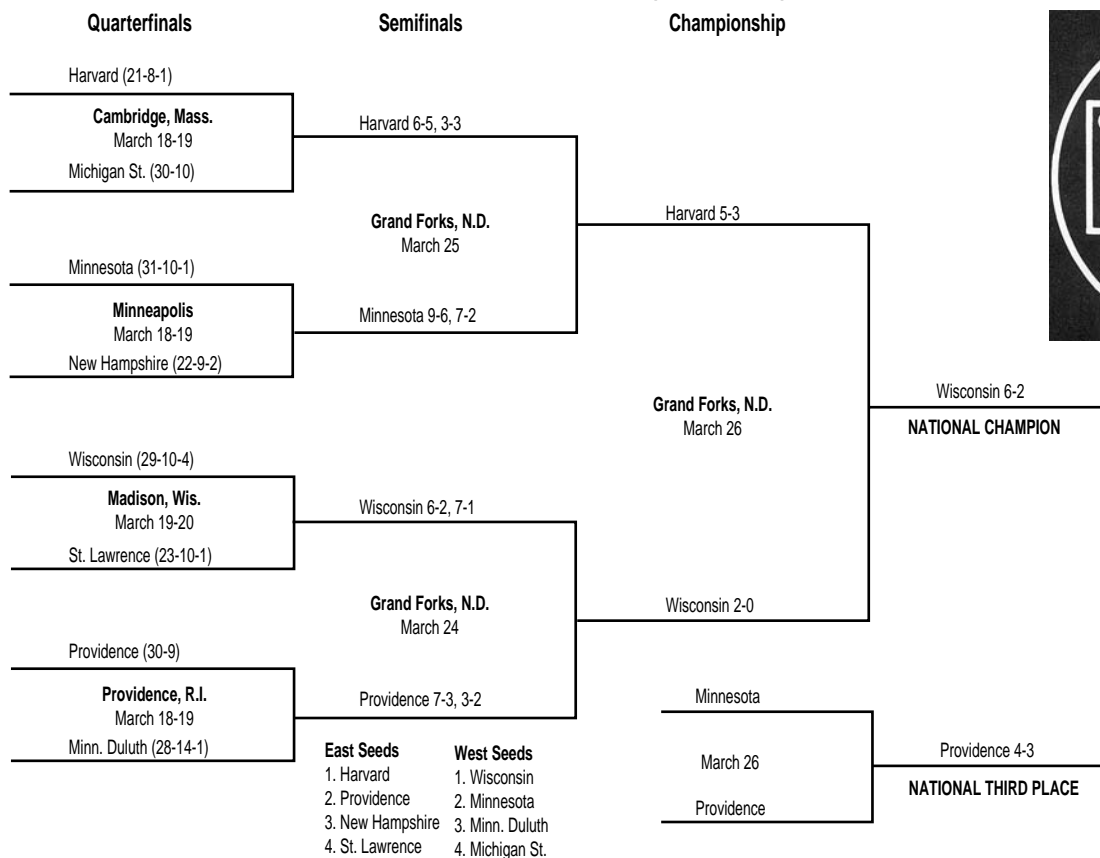 Quarterfinals
Semifinals
Championship
Harvard (21-8-1)
Cambridge, Mass.
March 18-19
Michigan St. (30-10)
Harvard 6-5, 3-3
Grand Forks, N.D.
March 25
Harvard 5-3
Minnesota (31-10-1)
Minneapolis
March 18-19
New Hampshire (22-9-2)
Minnesota 9-6, 7-2
Grand Forks, N.D.
March 26
Wisconsin 6-2
NATIONAL CHAMPION
Wisconsin (29-10-4)
Madison, Wis.
March 19-20
St. Lawrence (23-10-1)
Wisconsin 6-2, 7-1
Grand Forks, N.D.
March 24
Wisconsin 2-0
Providence (30-9)
Providence, R.I.
March 18-19
Minn. Duluth (28-14-1)
Providence 7-3, 3-2
East Seeds
1. Harvard
2. Providence
3. New Hampshire
4. St. Lawrence
West Seeds
1. Wisconsin
2. Minnesota
3. Minn. Duluth
4. Michigan St.
Minnesota
March 26
Providence
Providence 4-3
NATIONAL THIRD PLACE